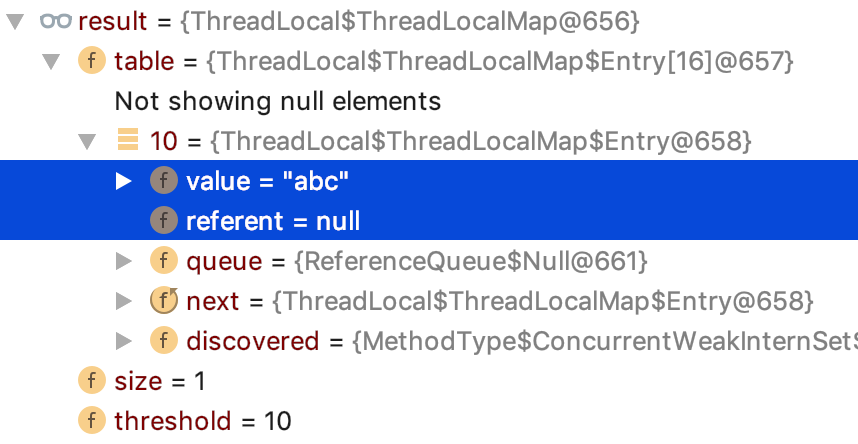 result = {ThreadLocal$ThreadLocalMap@656}
f table = {ThreadLocal$ThreadLocalMap$Entry[16]@657}
Not showing null elements
10 = {ThreadLocal$ThreadLocalMap$Entry@658}
f value = "abc"
f referent = null
f queue = {ReferenceQueue$Null@661}
f next = {ThreadLocal$ThreadLocalMap$Entry@658}
f discovered = {MethodType$ConcurrentWeakInternSet$
f size = 1
f threshold = 10